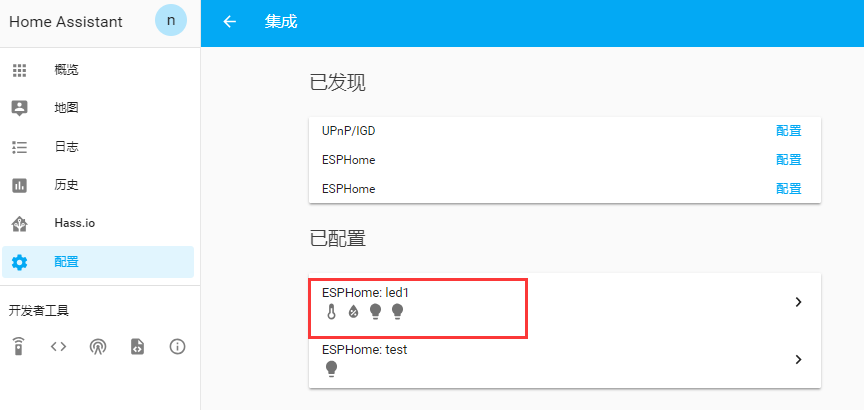 Home Assistant
n
集成
概览
地图
日志
历史
Hass.io
配置
开发者工具
已发现
UPnP/IGD 配置
ESPHome 配置
ESPHome 配置
已配置
ESPHome: led1
ESPHome: test